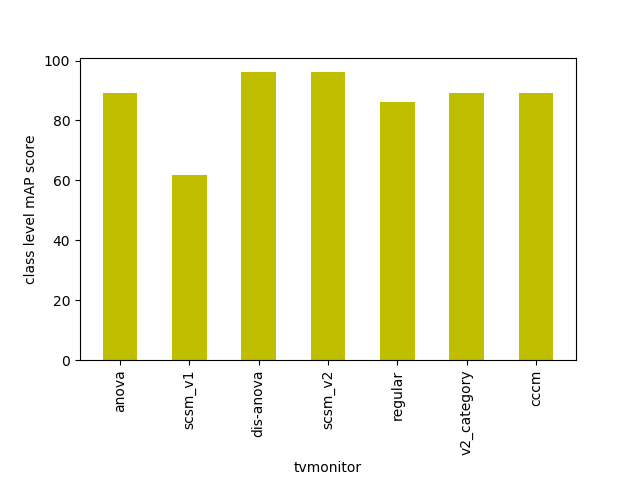 class level mAP score
100
80
60
40
20
0
anova
scsm_v1
dis-anova
scsm_v2
regular
v2_category
cccm
tvmonitor